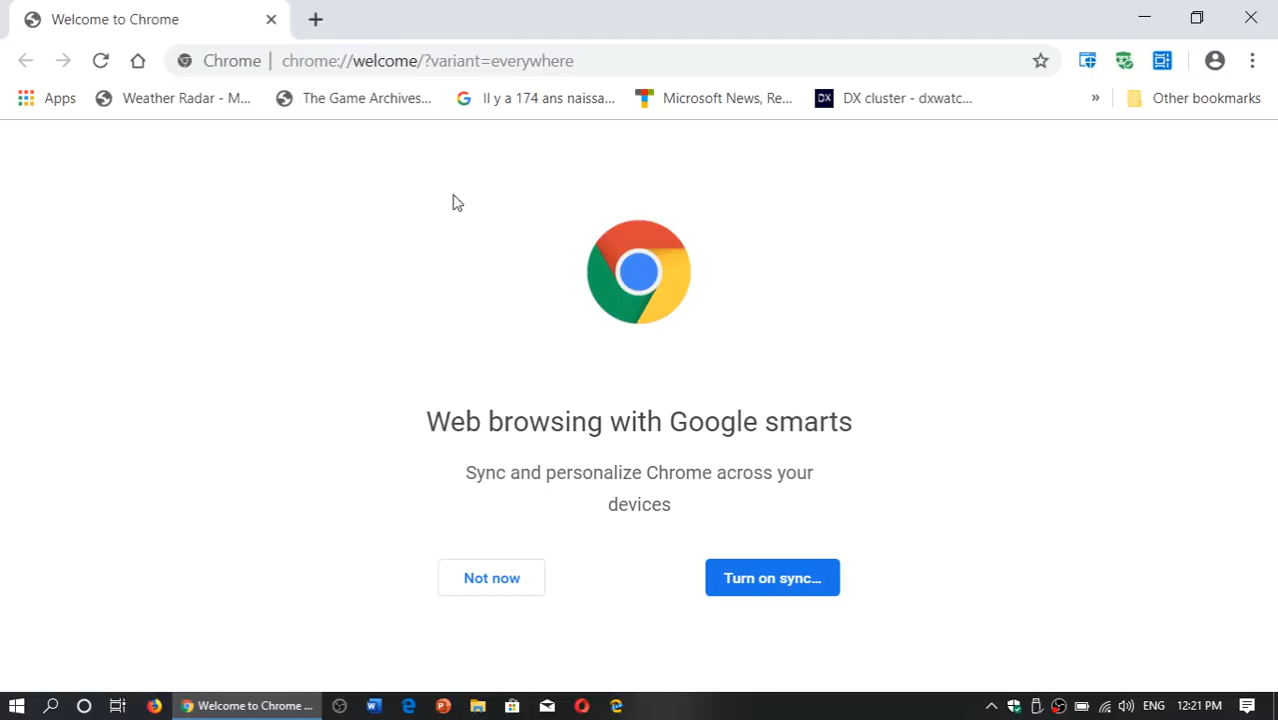 Welcome to Chrome
Chrome | chrome://welcome/?variant=everywhere
Apps Weather Radar - M... The Game Archives... Il y a 174 ans naissa... Microsoft News, Re... DX DX cluster - dxwatc... » Other bookmarks
Web browsing with Google smarts
Sync and personalize Chrome across your
devices
Not now Turn on sync...
Welcome to Chrome ... ENG 12:21 PM